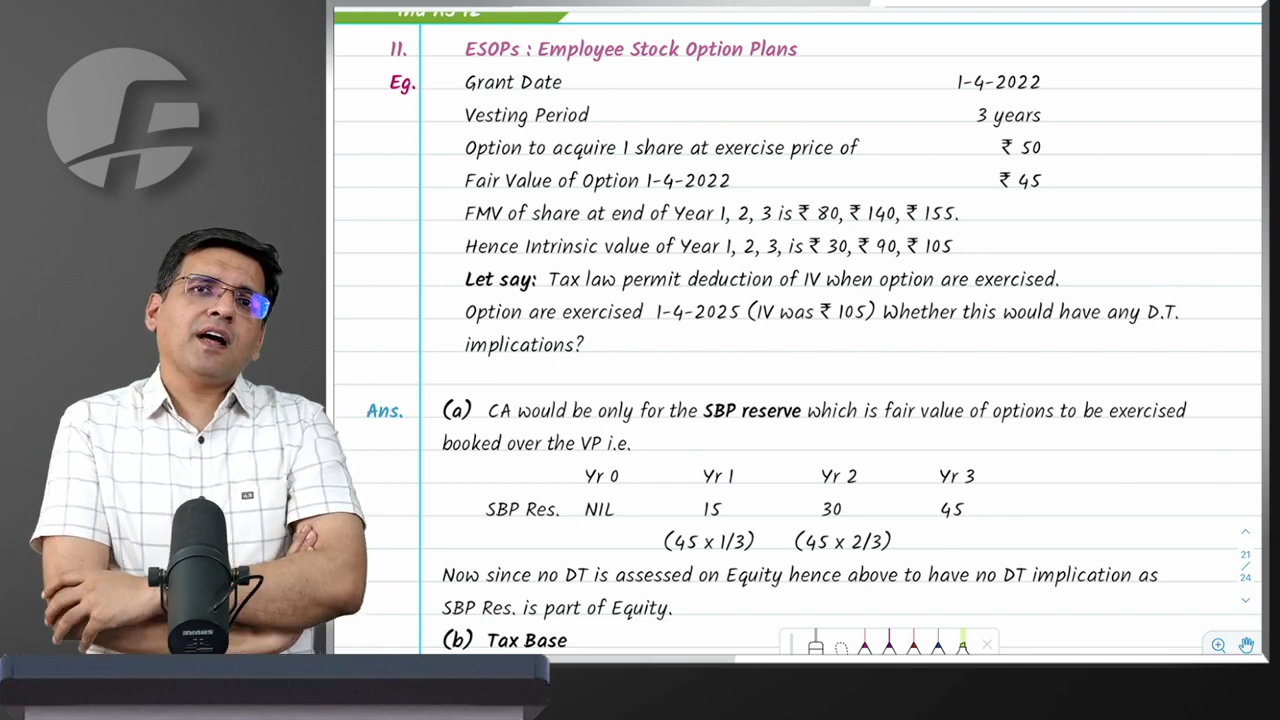 Ind AS 12
11. ESOPs : Employee Stock Option Plans
Eg. Grant Date 1-4-2022
Vesting Period 3 years
Option to acquire 1 share at exercise price of ₹ 50
Fair Value of Option 1-4-2022 ₹ 45
FMV of share at end of Year 1, 2, 3 is ₹ 80, ₹ 140, ₹ 155.
Hence Intrinsic value of Year 1, 2, 3, is ₹ 30, ₹ 90, ₹ 105
Let say: Tax law permit deduction of IV when option are exercised.
Option are exercised 1-4-2025 (IV was ₹ 105) Whether this would have any D.T.
implications?
Ans. (a) CA would be only for the SBP reserve which is fair value of options to be exercised
booked over the VP i.e.
Yr 0 Yr 1 Yr 2 Yr 3
SBP Res. NIL 15 30 45
(45 x 1/3) (45 x 2/3)
Now since no DT is assessed on Equity hence above to have no DT implication as
SBP Res. is part of Equity.
(b) Tax Base
21
/
24
SHURE